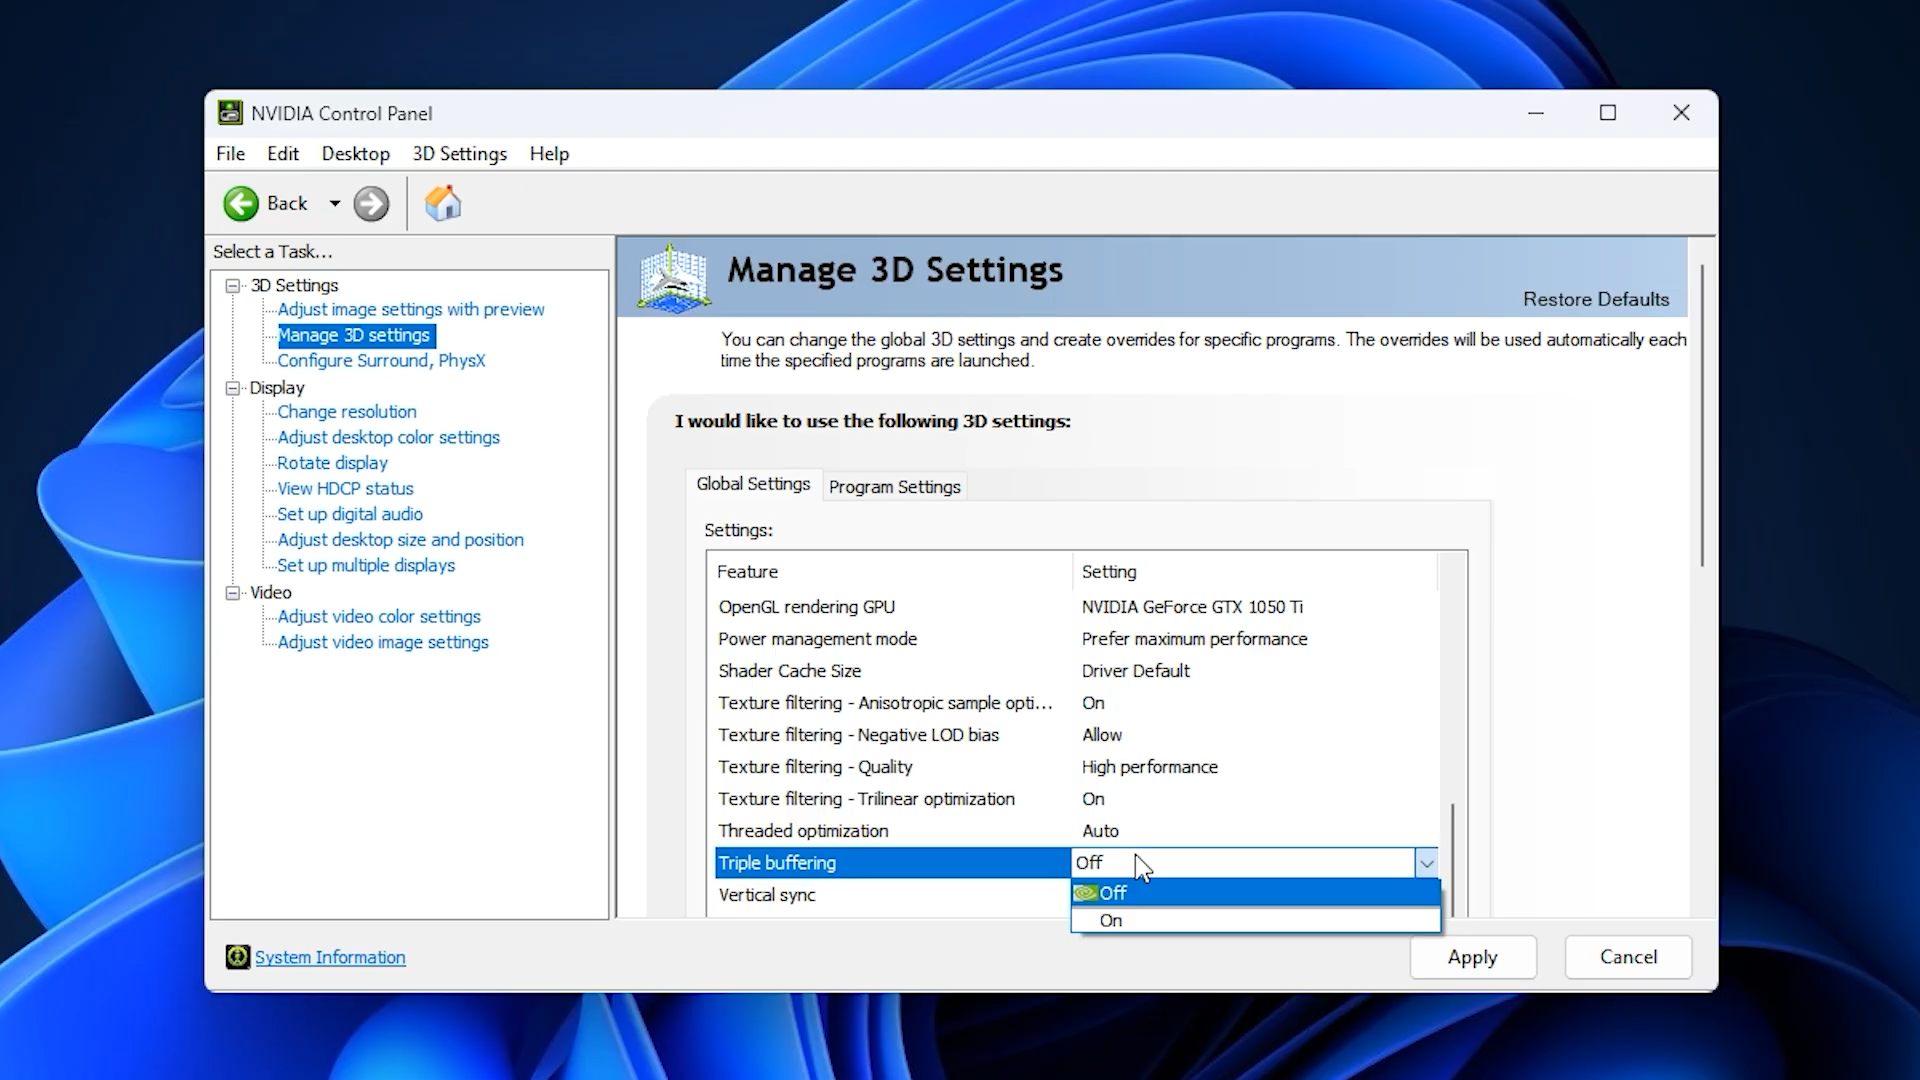 NVIDIA Control Panel
File Edit Desktop 3D Settings Help
Back
Select a Task...
3D Settings
Adjust image settings with preview
Manage 3D settings
Configure Surround, PhysX
Display
Change resolution
Adjust desktop color settings
Rotate display
View HDCP status
Set up digital audio
Adjust desktop size and position
Set up multiple displays
Video
Adjust video color settings
Adjust video image settings
System Information
Manage 3D Settings
Restore Defaults
You can change the global 3D settings and create overrides for specific programs. The overrides will be used automatically each
time the specified programs are launched.
I would like to use the following 3D settings:
Global Settings Program Settings
Settings:
Feature Setting
OpenGL rendering GPU NVIDIA GeForce GTX 1050 Ti
Power management mode Prefer maximum performance
Shader Cache Size Driver Default
Texture filtering - Anisotropic sample opti... On
Texture filtering - Negative LOD bias Allow
Texture filtering - Quality High performance
Texture filtering - Trilinear optimization On
Threaded optimization Auto
Triple buffering Off
Vertical sync
Off
On
Apply Cancel